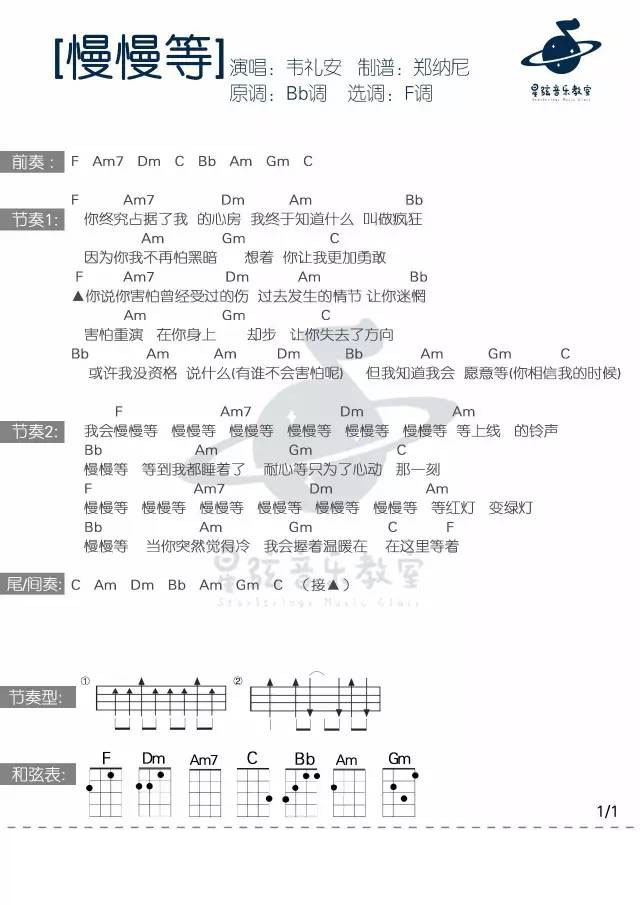 [慢慢等]
演唱：韦礼安 制谱：郑纳尼
原调：Bb调 选调：F调
星弦音乐教室
StarStrings Music Class
前奏： F Am7 Dm C Bb Am Gm C
F Am7 Dm Am Bb
节奏1: 你终究占据了我 的心房 我终于知道什么 叫做疯狂
Am Gm C
因为你我不再怕黑暗 想着 你让我更加勇敢
F Am7 Dm Am Bb
▲你说你害怕曾经受过的伤 过去发生的情节 让你迷惘
Am Gm C
害怕重演 在你身上 却步 让你失去了方向
Bb Am Am Dm Bb Am Gm C
或许我没资格 说什么(有谁不会害怕呢) 但我知道我会 愿意等(你相信我的时候)
F Am7 Dm Am
节奏2: 我会慢慢等 慢慢等 慢慢等 慢慢等 慢慢等 慢慢等 等上线 的铃声
Bb Am Gm C
慢慢等 等到我都睡着了 耐心等只为了心动 那一刻
F Am7 Dm Am
慢慢等 慢慢等 慢慢等 慢慢等 慢慢等 慢慢等 等红灯 变绿灯
Bb Am Gm C F
慢慢等 当你突然觉得冷 我会握着温暖在 在这里等着
星弦音乐教室
尾/间奏: C Am Dm Bb Am Gm C （接▲）
StarStrings Music Class
① ②
节奏型:
F Dm Am7 C Bb Am Gm
和弦表:
1/1